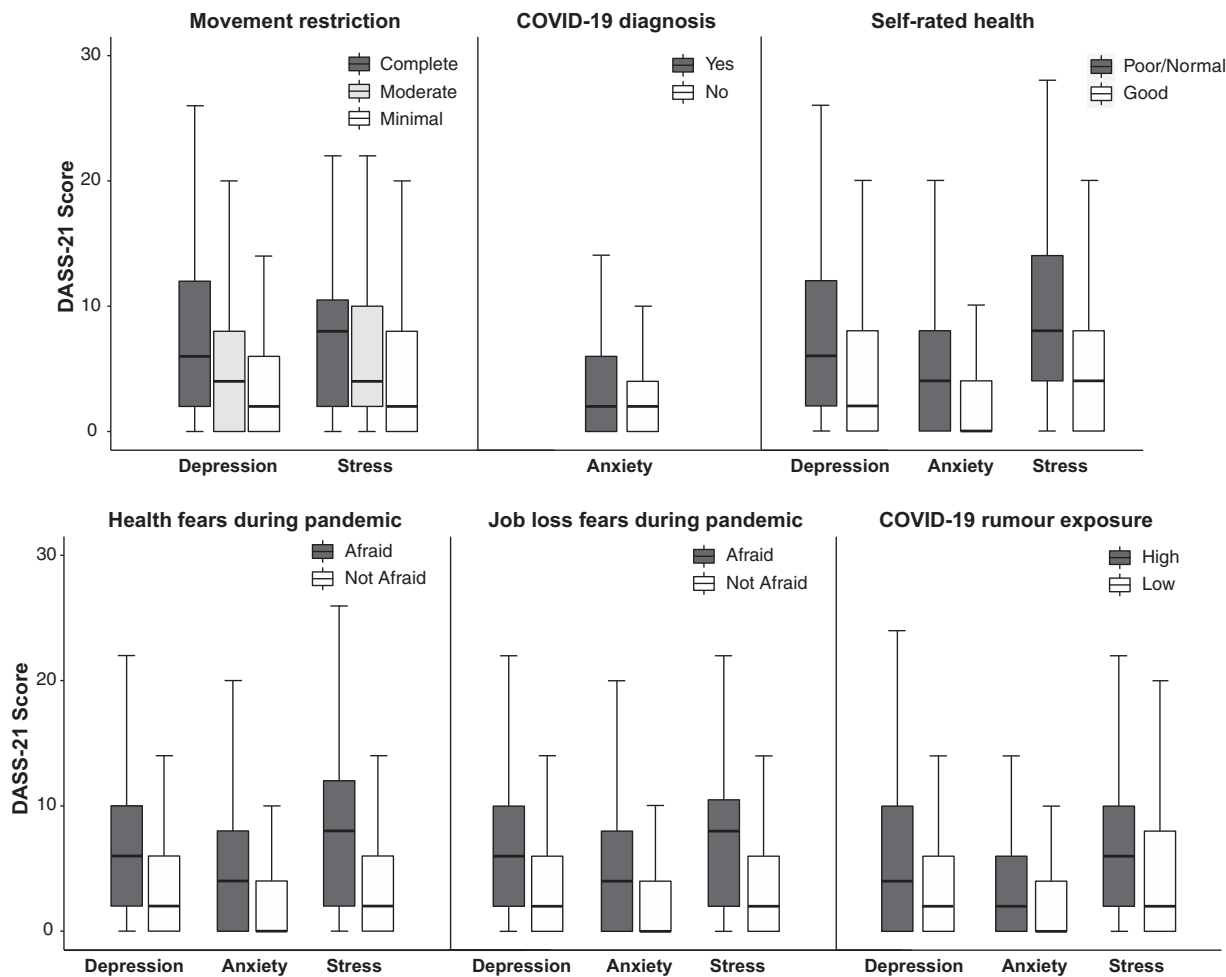 Movement restriction
COVID-19 diagnosis
Self-rated health
30
20
10
0
DASS-21 Score
Complete
Moderate
Minimal
Yes
No
Poor/Normal
Good
Depression
Stress
Anxiety
Depression
Anxiety
Stress
Health fears during pandemic
Job loss fears during pandemic
COVID-19 rumour exposure
30
20
10
0
DASS-21 Score
Afraid
Not Afraid
Afraid
Not Afraid
High
Low
Depression
Anxiety
Stress
Depression
Anxiety
Stress
Depression
Anxiety
Stress